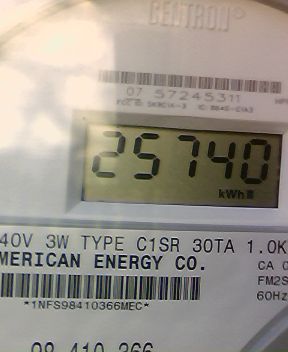 CENTRON®
07 57245311
25740
kWh
40V 3W TYPE C1SR 30TA 1.0K
MERICAN ENERGY CO.
CA 0
FM2S
60Hz
*1NFS98410366MEC*
98 410 366